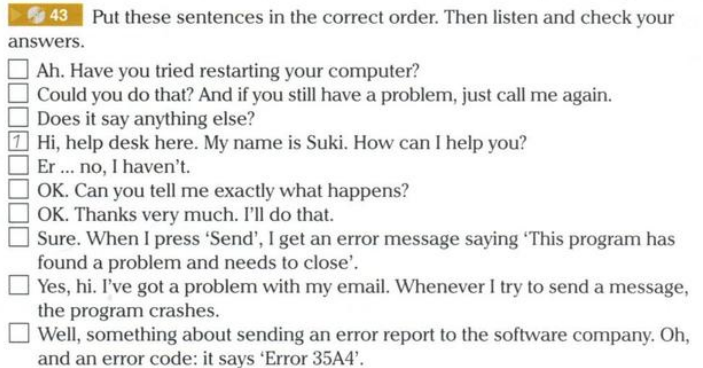 43 Put these sentences in the correct order. Then listen and check your
answers.
Ah. Have you tried restarting your computer?
Could you do that? And if you still have a problem, just call me again.
Does it say anything else?
1 Hi, help desk here. My name is Suki. How can I help you?
Er ... no, I haven't.
OK. Can you tell me exactly what happens?
OK. Thanks very much. I'll do that.
Sure. When I press ‘Send’, I get an error message saying ‘This program has
found a problem and needs to close’.
Yes, hi. I've got a problem with my email. Whenever I try to send a message,
the program crashes.
Well, something about sending an error report to the software company. Oh,
and an error code: it says ‘Error 35A4’.